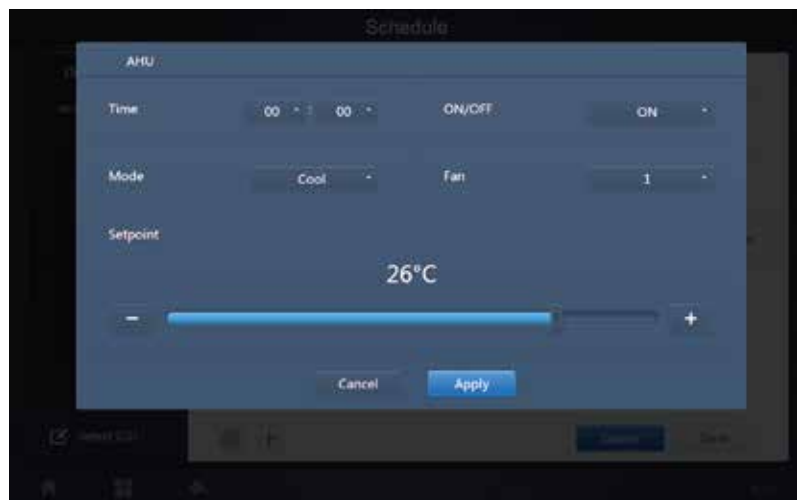 Schedule
AHU
Time 00 : 00 ON/OFF ON
Mode Cool Fan 1
Setpoint
26°C
− +
Cancel Apply